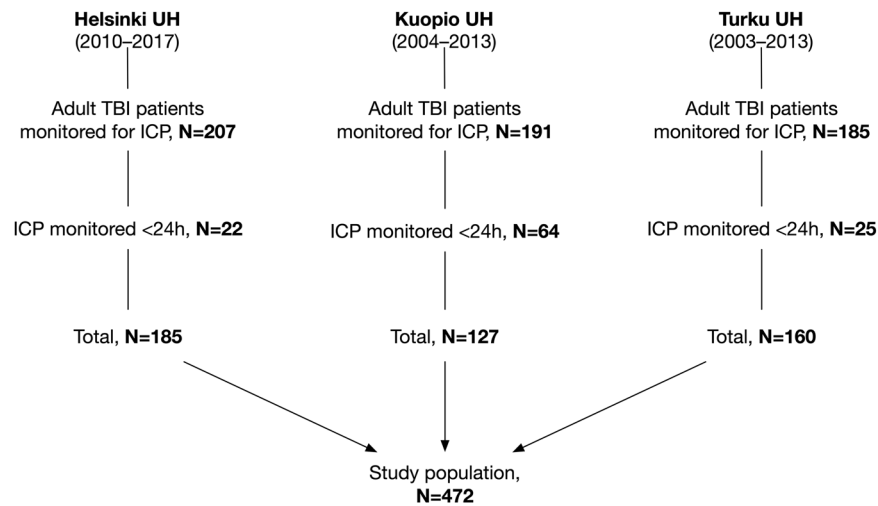 Helsinki UH
(2010–2017)
Adult TBI patients
monitored for ICP, N=207
ICP monitored <24h, N=22
Total, N=185
Kuopio UH
(2004–2013)
Adult TBI patients
monitored for ICP, N=191
ICP monitored <24h, N=64
Total, N=127
Turku UH
(2003–2013)
Adult TBI patients
monitored for ICP, N=185
ICP monitored <24h, N=25
Total, N=160
Study population,
N=472